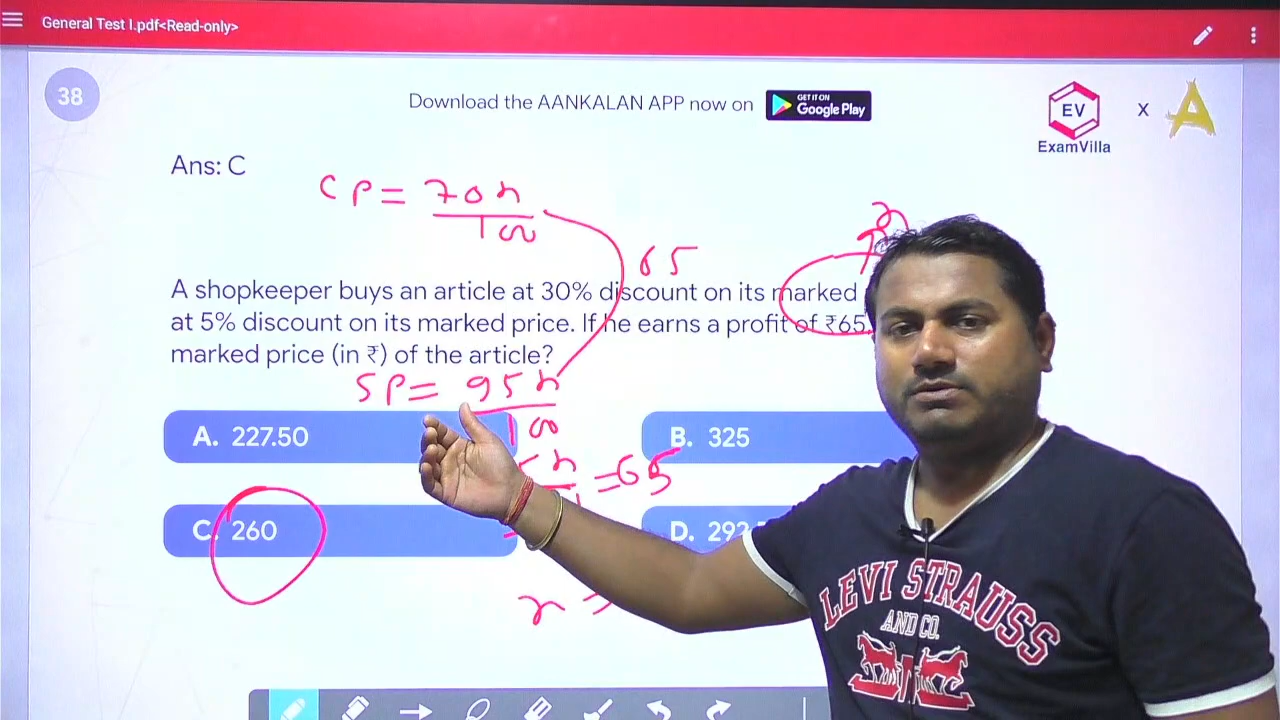 General Test I.pdf<Read-only>
38
Download the AANKALAN APP now on
GET IT ON
Google Play
EV
ExamVilla
X
A
Ans: C
CP = 70x
100
65
A shopkeeper buys an article at 30% discount on its marked
at 5% discount on its marked price. If he earns a profit of ₹65,
marked price (in ₹) of the article?
SP = 95x
100
A. 227.50
B. 325
x = 65
C. 260
D. 292.
x =
LEVI STRAUSS
AND CO.